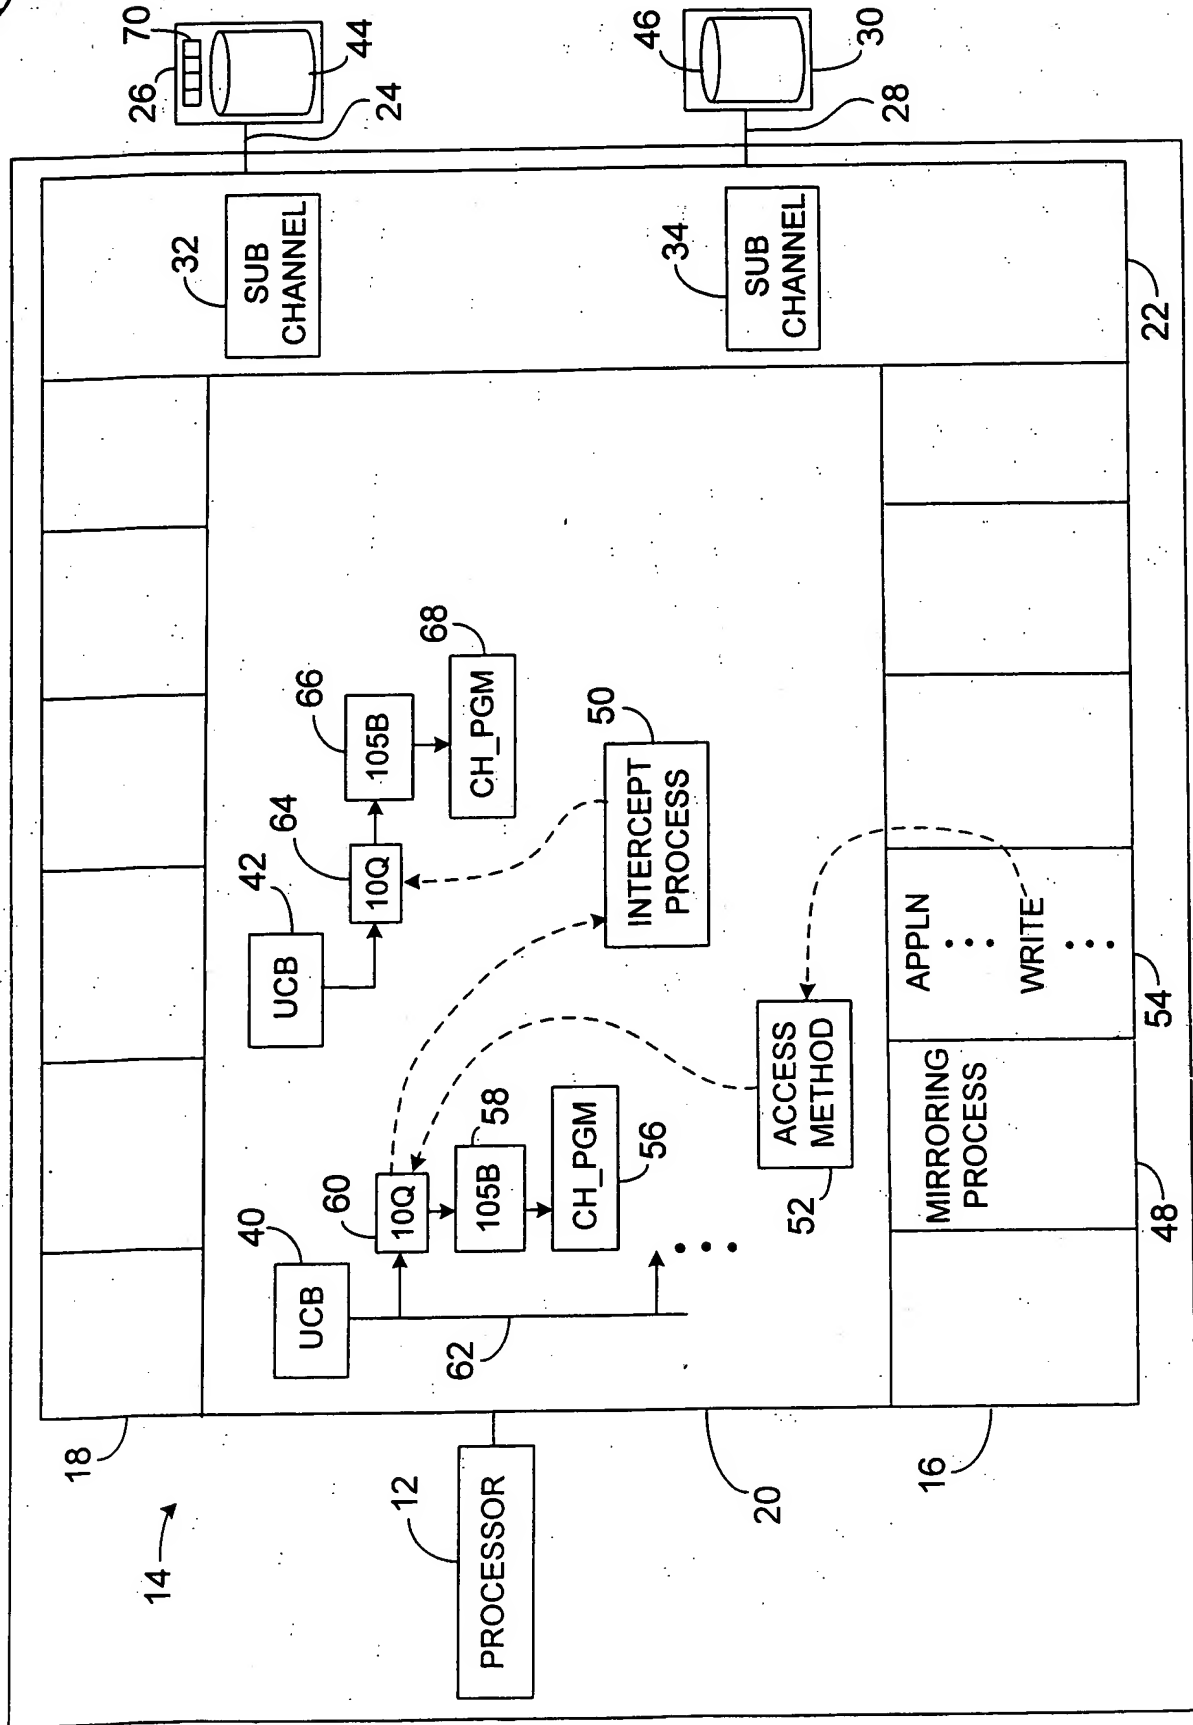 18
14
70
26
32
SUB
CHANNEL
44
24
40
UCB
42
UCB
64
10Q
66
105B
68
CH_PGM
60
10Q
58
105B
CH_PGM
56
62
12
PROCESSOR
50
INTERCEPT
PROCESS
46
30
28
34
SUB
CHANNEL
20
ACCESS
METHOD
52
16
MIRRORING
PROCESS
48
APPLN
WRITE
54
22